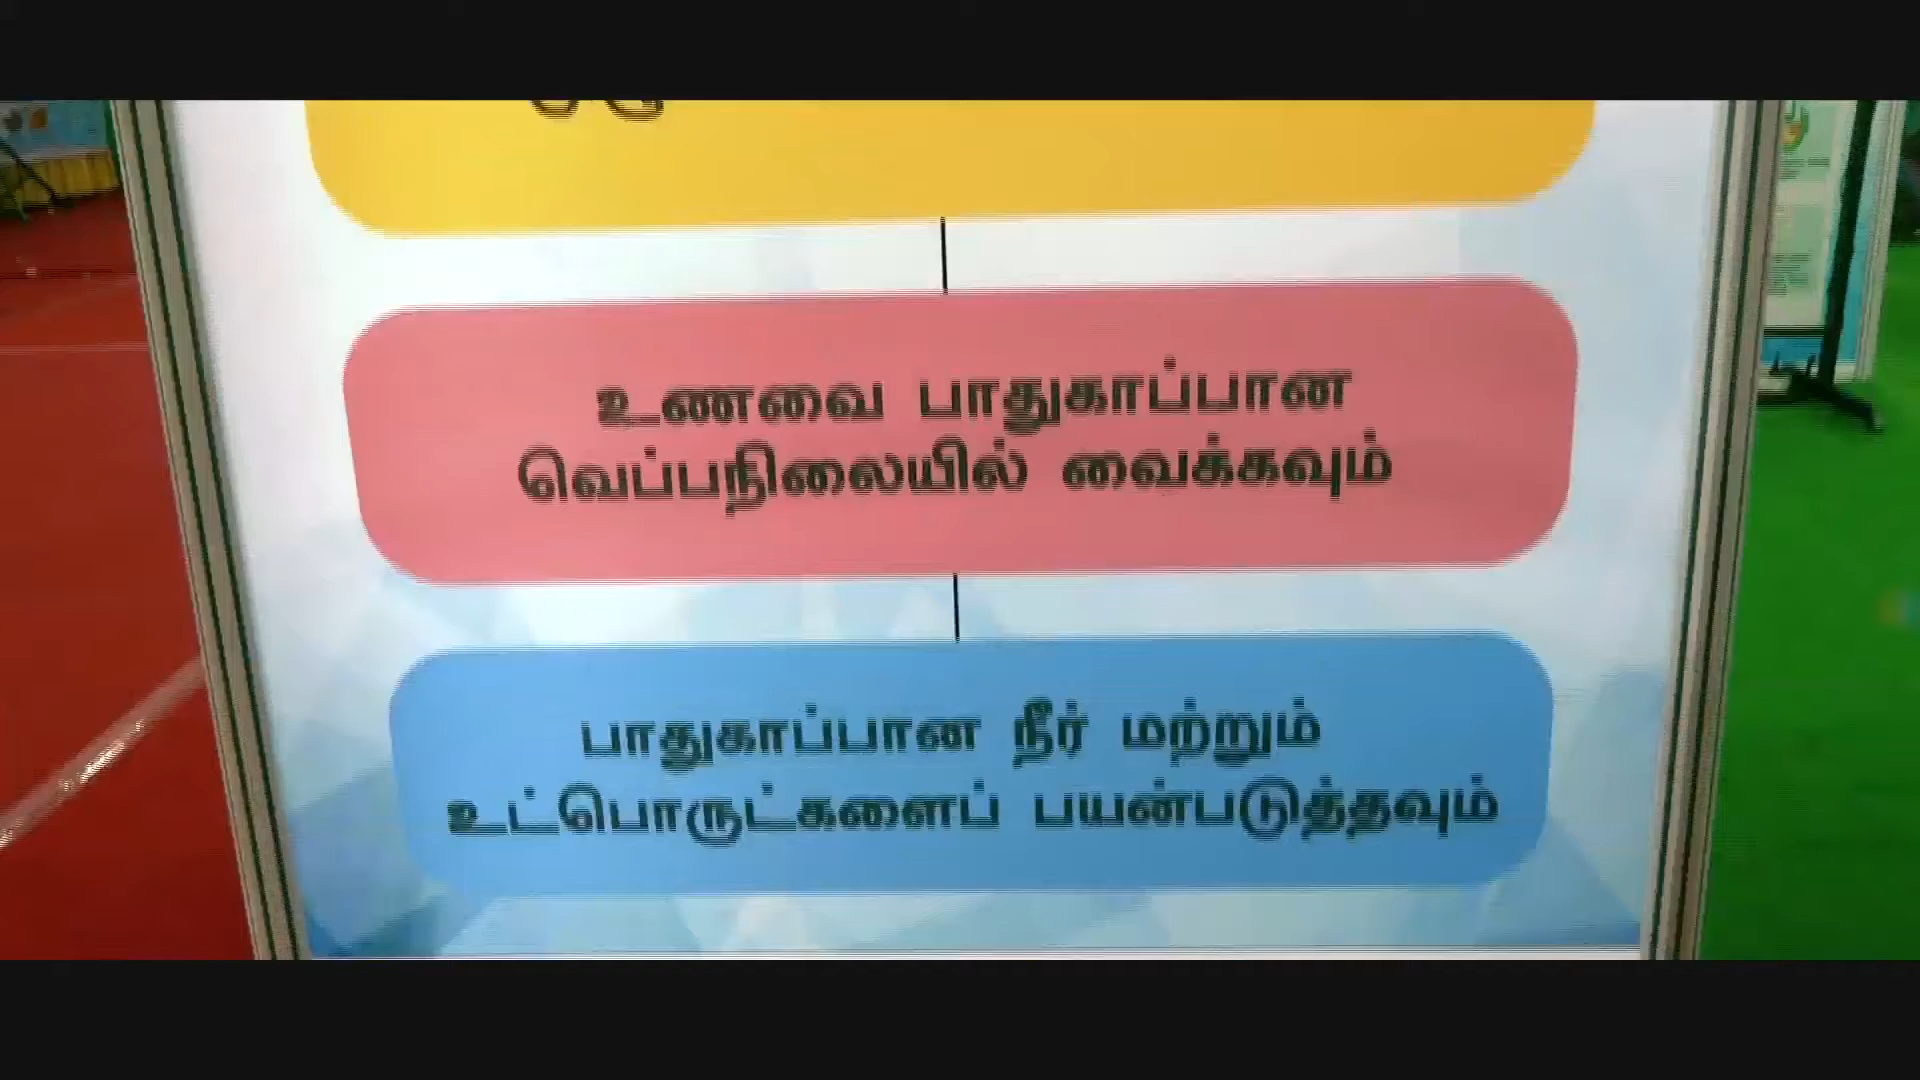 உணவை பாதுகாப்பான
வெப்பநிலையில் வைக்கவும்
பாதுகாப்பான நீர் மற்றும்
உட்பொருட்களைப் பயன்படுத்தவும்